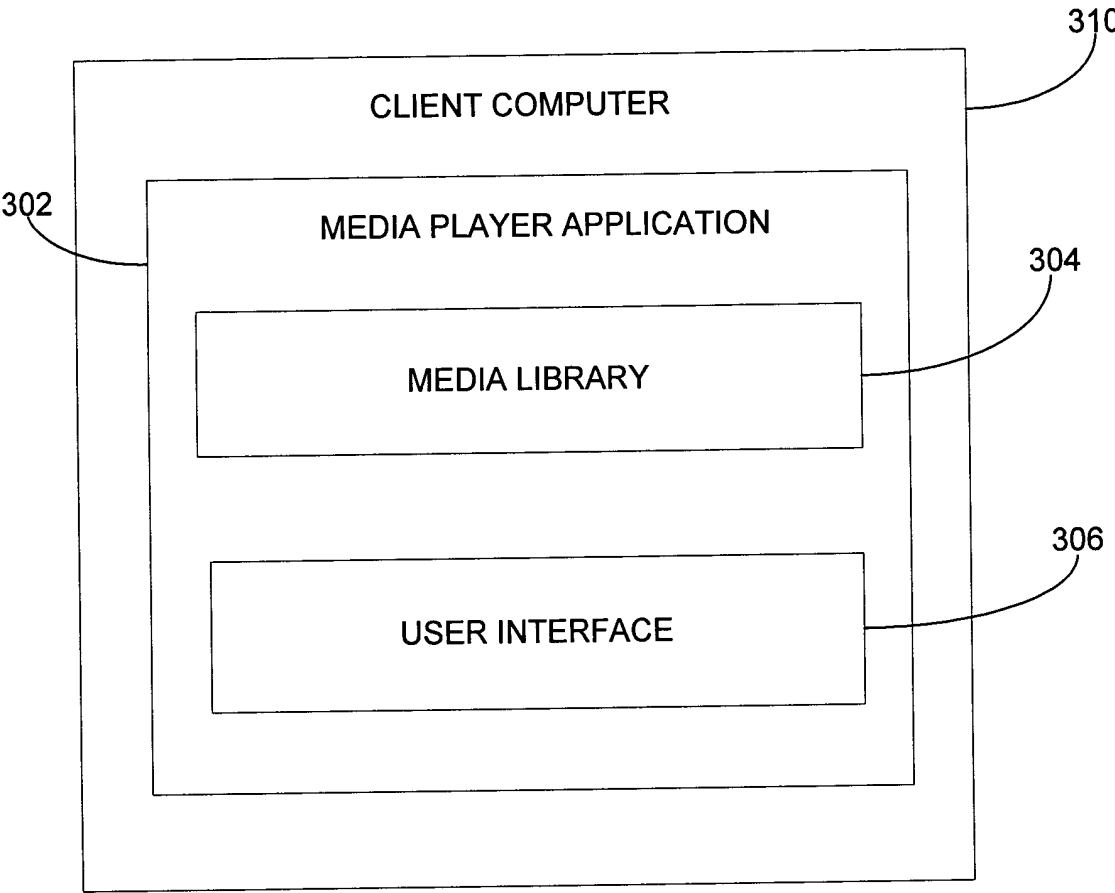 310
CLIENT COMPUTER
302
MEDIA PLAYER APPLICATION
304
MEDIA LIBRARY
306
USER INTERFACE